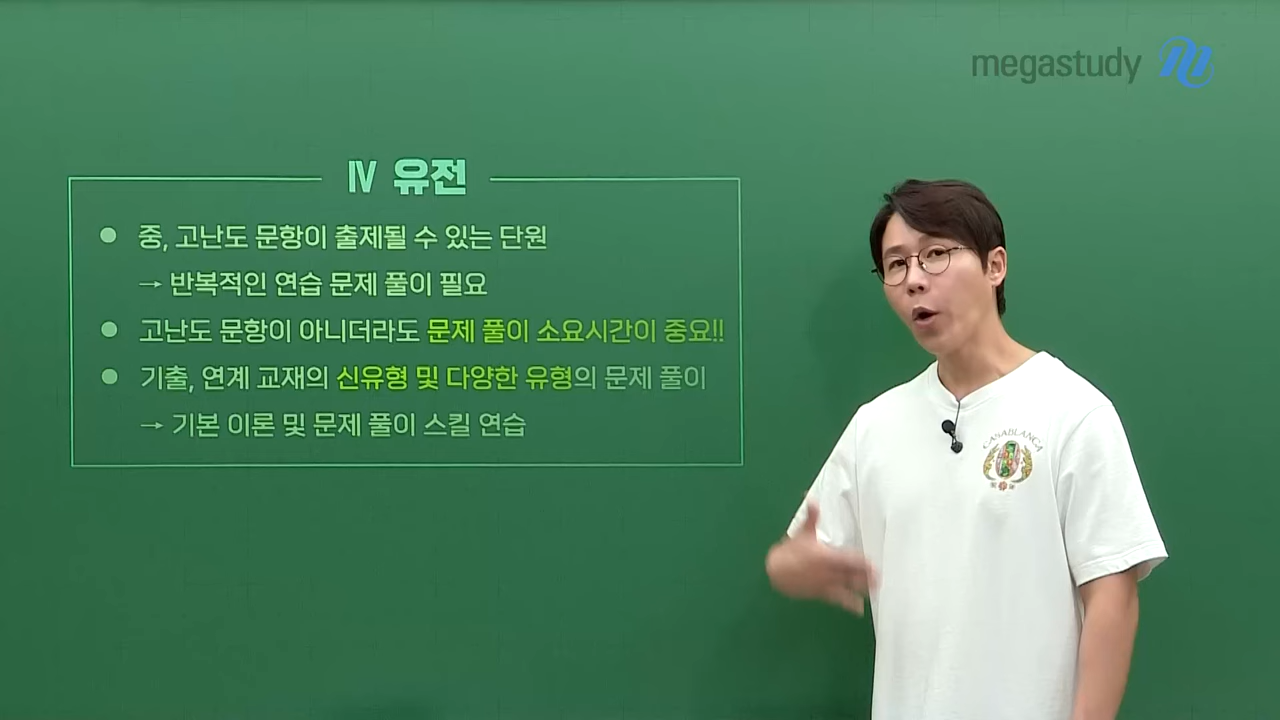 megastudy
Ⅳ 유전
중, 고난도 문항이 출제될 수 있는 단원
→ 반복적인 연습 문제 풀이 필요
고난도 문항이 아니더라도 문제 풀이 소요시간이 중요!!
기출, 연계 교재의 신유형 및 다양한 유형의 문제 풀이
→ 기본 이론 및 문제 풀이 스킬 연습
CASABLANCA